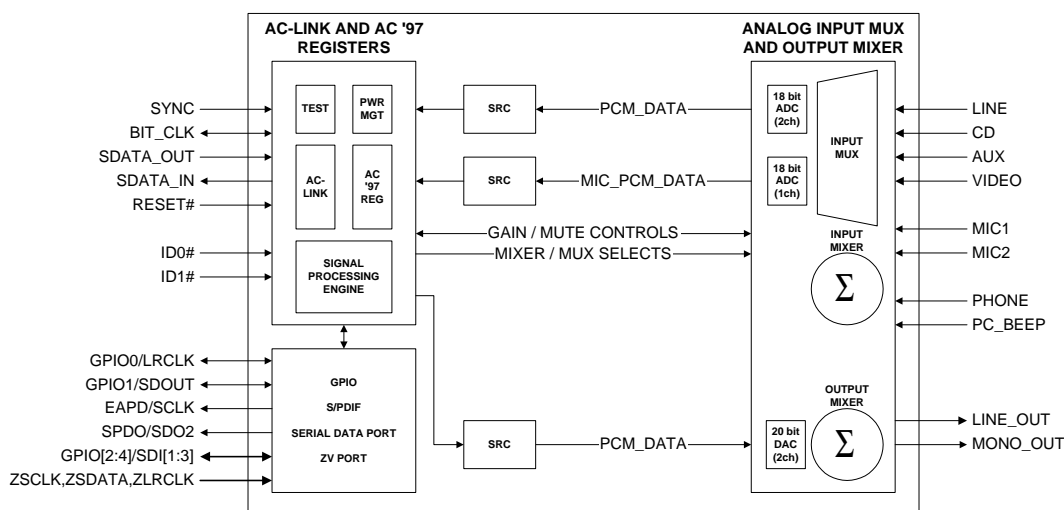 AC-LINK AND AC '97
REGISTERS
ANALOG INPUT MUX
AND OUTPUT MIXER
SYNC
BIT_CLK
SDATA_OUT
SDATA_IN
RESET#
ID0#
ID1#
TEST
PWR
MGT
AC-
LINK
AC
'97
REG
SIGNAL
PROCESSING
ENGINE
SRC
PCM_DATA
SRC
MIC_PCM_DATA
GAIN / MUTE CONTROLS
MIXER / MUX SELECTS
18 bit
ADC
(2ch)
18 bit
ADC
(1ch)
INPUT
MUX
INPUT
MIXER
Σ
LINE
CD
AUX
VIDEO
MIC1
MIC2
PHONE
PC_BEEP
GPIO0/LRCLK
GPIO1/SDOUT
EAPD/SCLK
SPDO/SDO2
GPIO[2:4]/SDI[1:3]
ZSCLK,ZSDATA,ZLRCLK
GPIO
S/PDIF
SERIAL DATA PORT
ZV PORT
SRC
PCM_DATA
20 bit
DAC
(2ch)
OUTPUT
MIXER
Σ
LINE_OUT
MONO_OUT